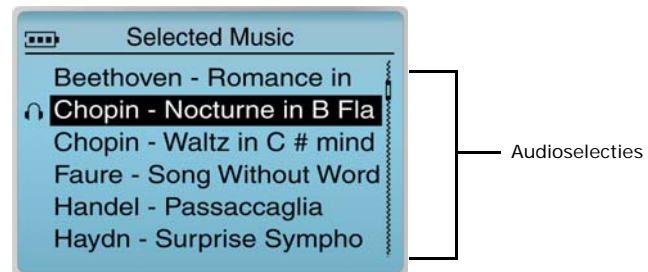 Selected Music
Beethoven - Romance in
Chopin - Nocturne in B Fla
Chopin - Waltz in C # mind
Faure - Song Without Word
Handel - Passaccaglia
Haydn - Surprise Sympho
Audioselecties